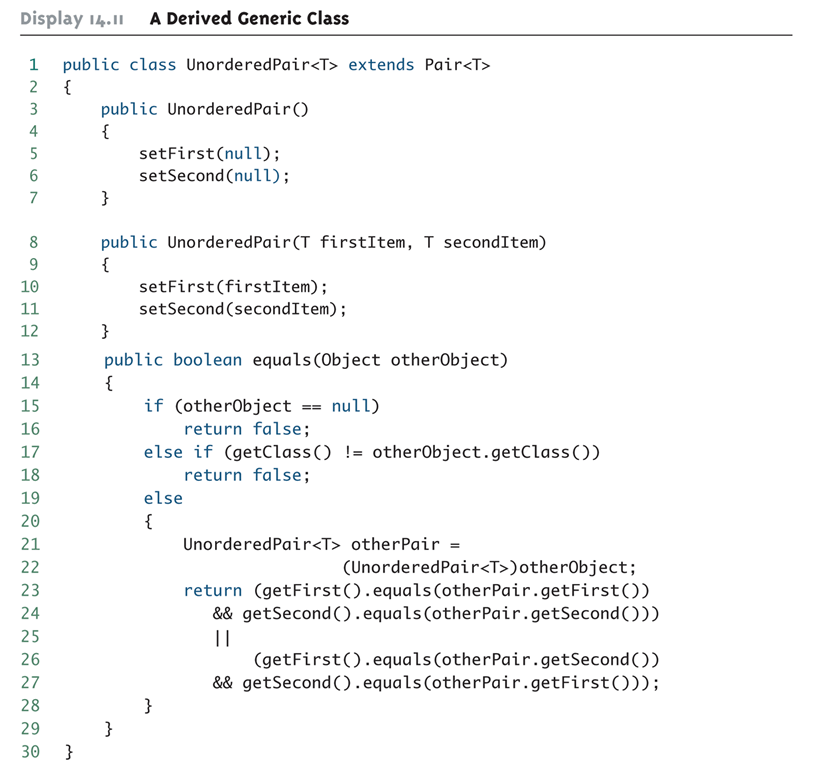 Display 14.11 A Derived Generic Class
1 public class UnorderedPair<T> extends Pair<T>
2 {
3     public UnorderedPair()
4     {
5         setFirst(null);
6         setSecond(null);
7     }
8     public UnorderedPair(T firstItem, T secondItem)
9     {
10         setFirst(firstItem);
11         setSecond(secondItem);
12     }
13     public boolean equals(Object otherObject)
14     {
15         if (otherObject == null)
16             return false;
17         else if (getClass() != otherObject.getClass())
18             return false;
19         else
20         {
21             UnorderedPair<T> otherPair =
22                             (UnorderedPair<T>)otherObject;
23             return (getFirst().equals(otherPair.getFirst())
24                && getSecond().equals(otherPair.getSecond()))
25                ||
26                    (getFirst().equals(otherPair.getSecond())
27                && getSecond().equals(otherPair.getFirst()));
28         }
29     }
30 }